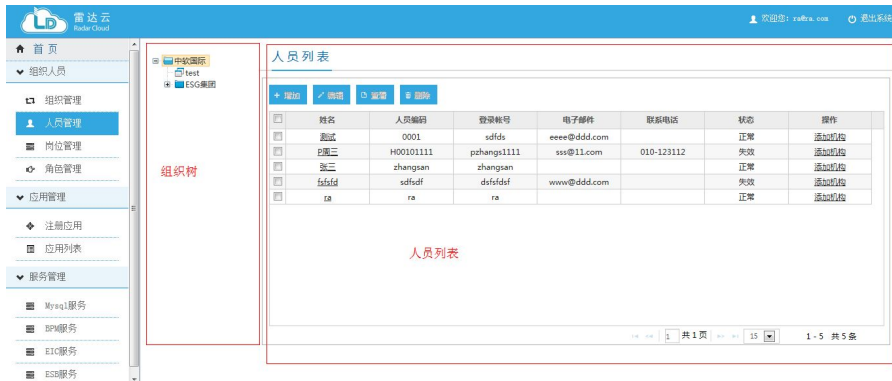 LD 雷达云
Radar Cloud
欢迎您: ra@ra.com 退出系统
首页
组织人员
组织管理
人员管理
岗位管理
角色管理
应用管理
注册应用
应用列表
服务管理
Mysql服务
BPM服务
EIC服务
ESB服务
中软国际
test
ESG集团
组织树
人员列表
增加 编辑 查看 删除
姓名 人员编码 登录帐号 电子邮件 联系电话 状态 操作
测试 0001 sdfds eeee@ddd.com 正常 添加机构
P周三 H00101111 pzhangs1111 sss@11.com 010-123112 失效 添加机构
张三 zhangsan zhangsan 正常 添加机构
fsfsfd sdfsdf dsfsfdsf www@ddd.com 失效 添加机构
ra ra ra 正常 添加机构
人员列表
1 共1页 15 1-5 共5条